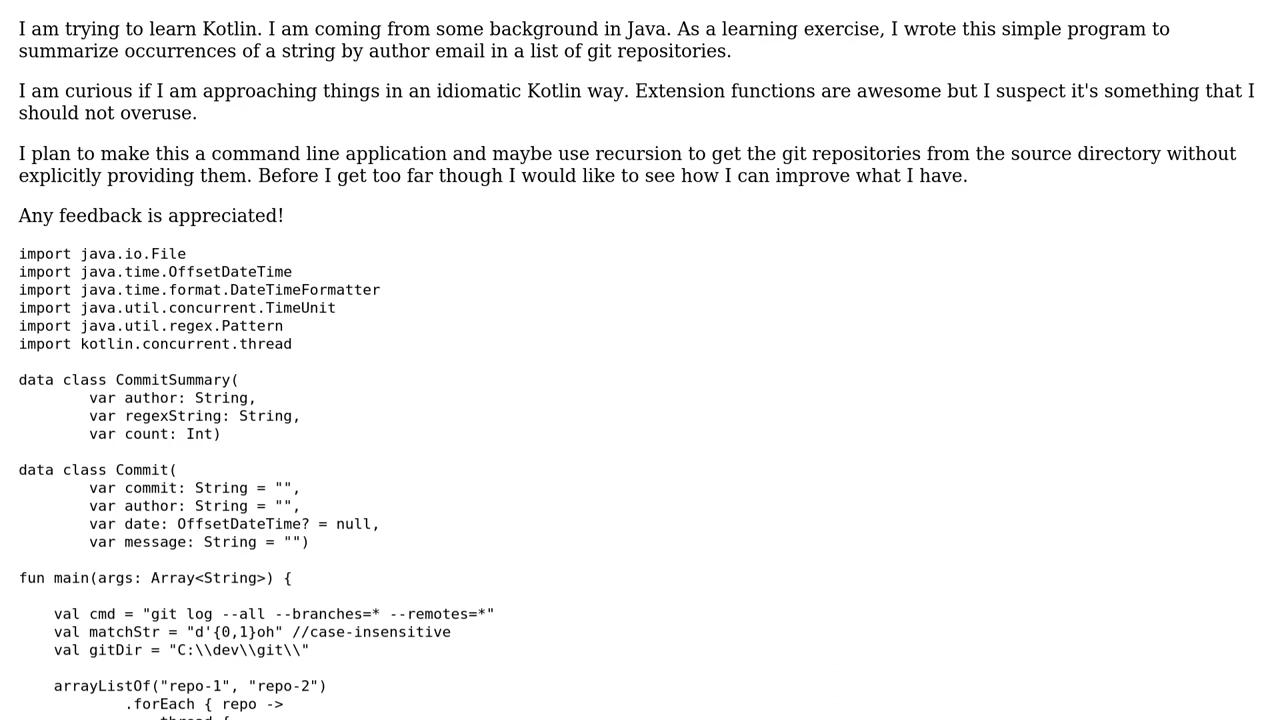 I am trying to learn Kotlin. I am coming from some background in Java. As a learning exercise, I wrote this simple program to
summarize occurrences of a string by author email in a list of git repositories.
I am curious if I am approaching things in an idiomatic Kotlin way. Extension functions are awesome but I suspect it's something that I
should not overuse.
I plan to make this a command line application and maybe use recursion to get the git repositories from the source directory without
explicitly providing them. Before I get too far though I would like to see how I can improve what I have.
Any feedback is appreciated!
import java.io.File
import java.time.OffsetDateTime
import java.time.format.DateTimeFormatter
import java.util.concurrent.TimeUnit
import java.util.regex.Pattern
import kotlin.concurrent.thread
data class CommitSummary(
        var author: String,
        var regexString: String,
        var count: Int)
data class Commit(
        var commit: String = "",
        var author: String = "",
        var date: OffsetDateTime? = null,
        var message: String = "")
fun main(args: Array<String>) {
    val cmd = "git log --all --branches=* --remotes=*"
    val matchStr = "d'{0,1}oh" //case-insensitive
    val gitDir = "C:\\dev\\git\\"
    arrayListOf("repo-1", "repo-2")
            .forEach { repo ->
                thread {